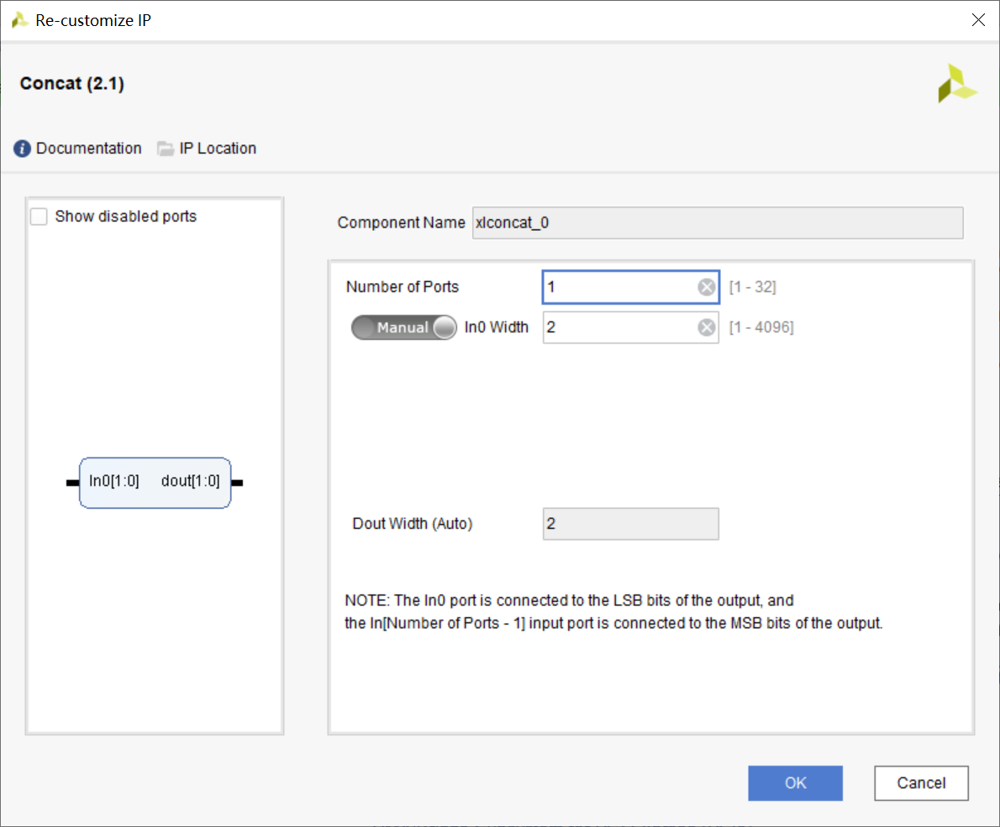 Re-customize IP
Concat (2.1)
Documentation IP Location
Show disabled ports
Component Name xlconcat_0
Number of Ports 1 [1 - 32]
Manual In0 Width 2 [1 - 4096]
In0[1:0] dout[1:0]
Dout Width (Auto) 2
NOTE: The In0 port is connected to the LSB bits of the output, and
the In[Number of Ports - 1] input port is connected to the MSB bits of the output.
OK Cancel